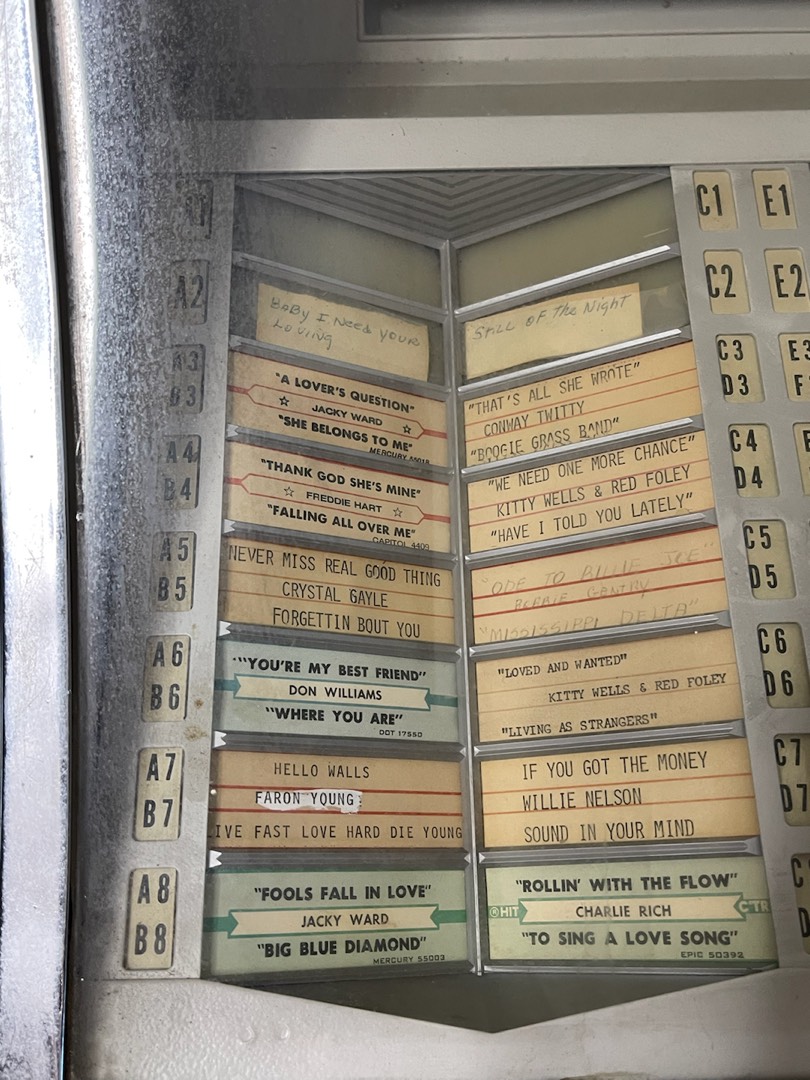 A2
A3
B3
A4
B4
A5
B5
A6
B6
A7
B7
A8
B8
BaBy I Need your
Loving
"A LOVER'S QUESTION"
JACKY WARD
"SHE BELONGS TO ME"
MERCURY 55018
"THANK GOD SHE'S MINE"
FREDDIE HART
"FALLING ALL OVER ME"
CAPITOL 4409
NEVER MISS REAL GOOD THING
CRYSTAL GAYLE
FORGETTIN BOUT YOU
"YOU'RE MY BEST FRIEND"
DON WILLIAMS
"WHERE YOU ARE"
DOT 17550
HELLO WALLS
FARON YOUNG
LIVE FAST LOVE HARD DIE YOUNG
"FOOLS FALL IN LOVE"
JACKY WARD
"BIG BLUE DIAMOND"
MERCURY 55003
STILL OF the Night
"THAT'S ALL SHE WROTE"
CONWAY TWITTY
"BOOGIE GRASS BAND"
"WE NEED ONE MORE CHANCE"
KITTY WELLS & RED FOLEY
"HAVE I TOLD YOU LATELY"
"ODE TO BILLIE JOE"
BOBBIE GENTRY
"MISSISSIPPI DELTA"
"LOVED AND WANTED"
KITTY WELLS & RED FOLEY
"LIVING AS STRANGERS"
IF YOU GOT THE MONEY
WILLIE NELSON
SOUND IN YOUR MIND
"ROLLIN' WITH THE FLOW"
®HIT CHARLIE RICH C'TR
"TO SING A LOVE SONG"
EPIC 50392
C1 E1
C2 E2
C3 E3
D3 F
C4 E
D4
C5
D5
C6
D6
C7
D7
C
D